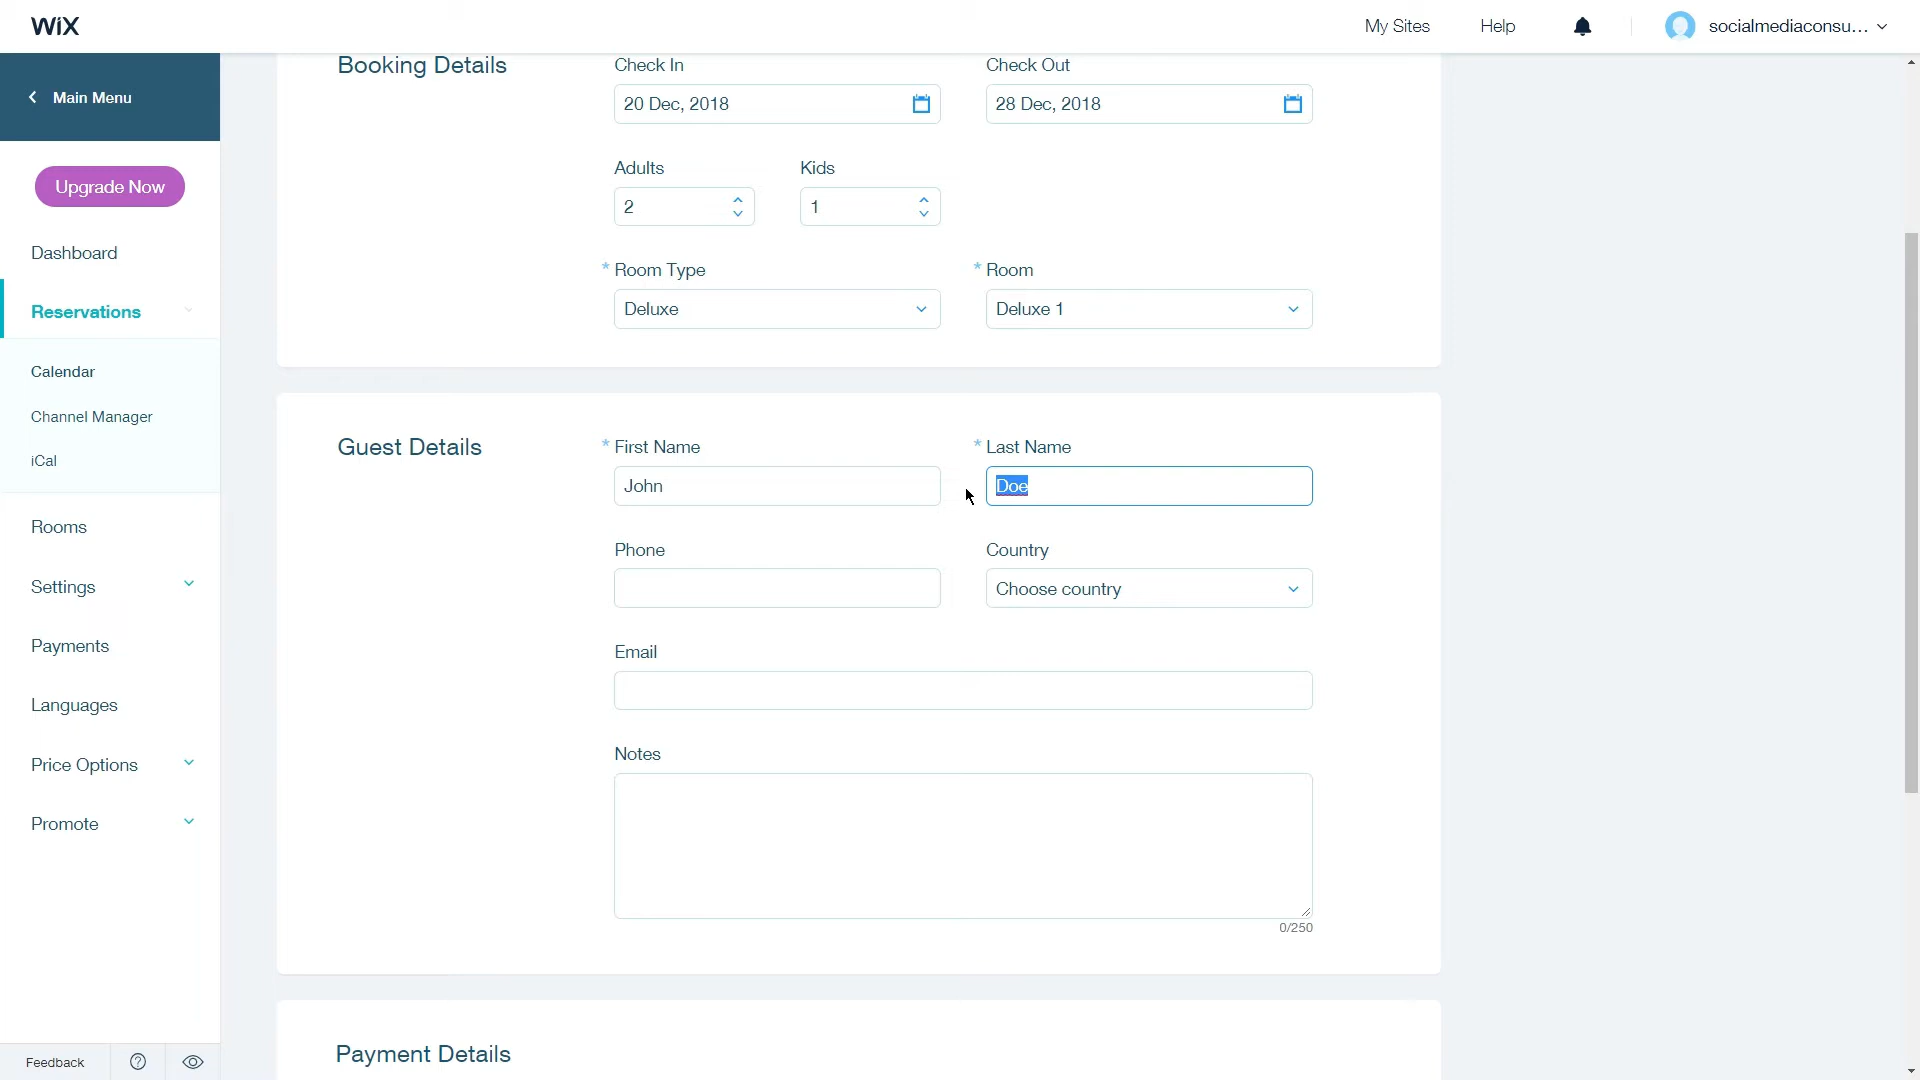 WiX
My Sites
Help
socialmediaconsu...
Main Menu
Upgrade Now
Dashboard
Reservations
Calendar
Channel Manager
iCal
Rooms
Settings
Payments
Languages
Price Options
Promote
Feedback
Booking Details
Check In
Check Out
20 Dec, 2018
28 Dec, 2018
Adults
Kids
2
1
* Room Type
* Room
Deluxe
Deluxe 1
Guest Details
* First Name
* Last Name
John
Doe
Phone
Country
Choose country
Email
Notes
0/250
Payment Details